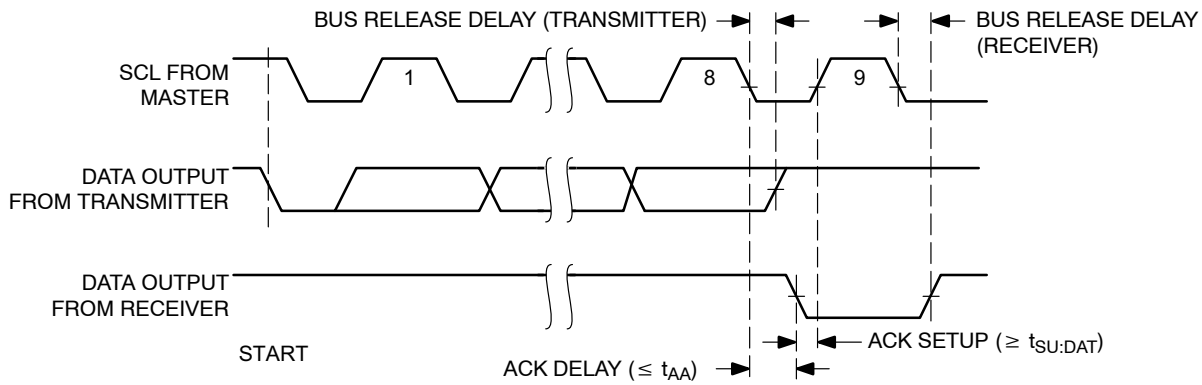 BUS RELEASE DELAY (TRANSMITTER)
BUS RELEASE DELAY
(RECEIVER)
SCL FROM
MASTER
1
8
9
DATA OUTPUT
FROM TRANSMITTER
DATA OUTPUT
FROM RECEIVER
START
ACK SETUP (≥ tSU:DAT)
ACK DELAY (≤ tAA)